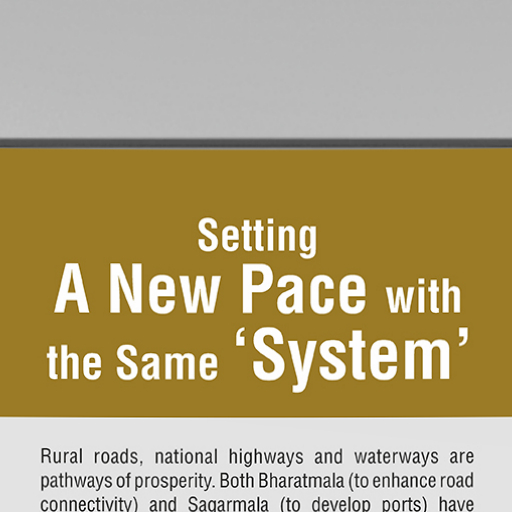 Setting
A New Pace with
the Same ‘System’
Rural roads, national highways and waterways are
pathways of prosperity. Both Bharatmala (to enhance road
connectivity) and Sagarmala (to develop ports) have